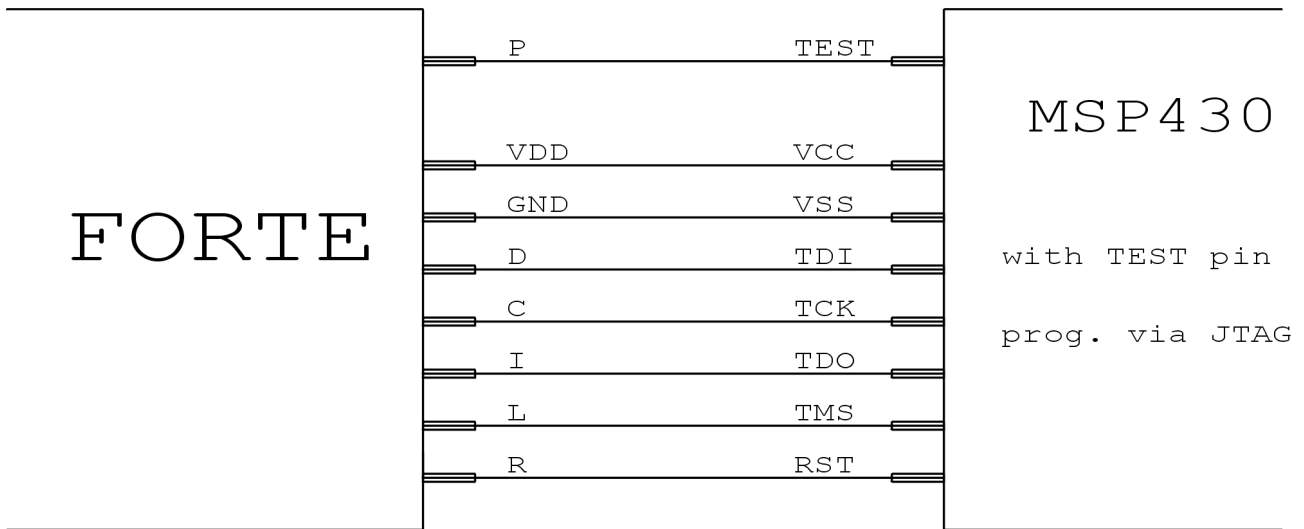 P TEST
MSP430
VDD VCC
GND VSS
FORTE
D TDI
with TEST pin
C TCK
prog. via JTAG
I TDO
L TMS
R RST